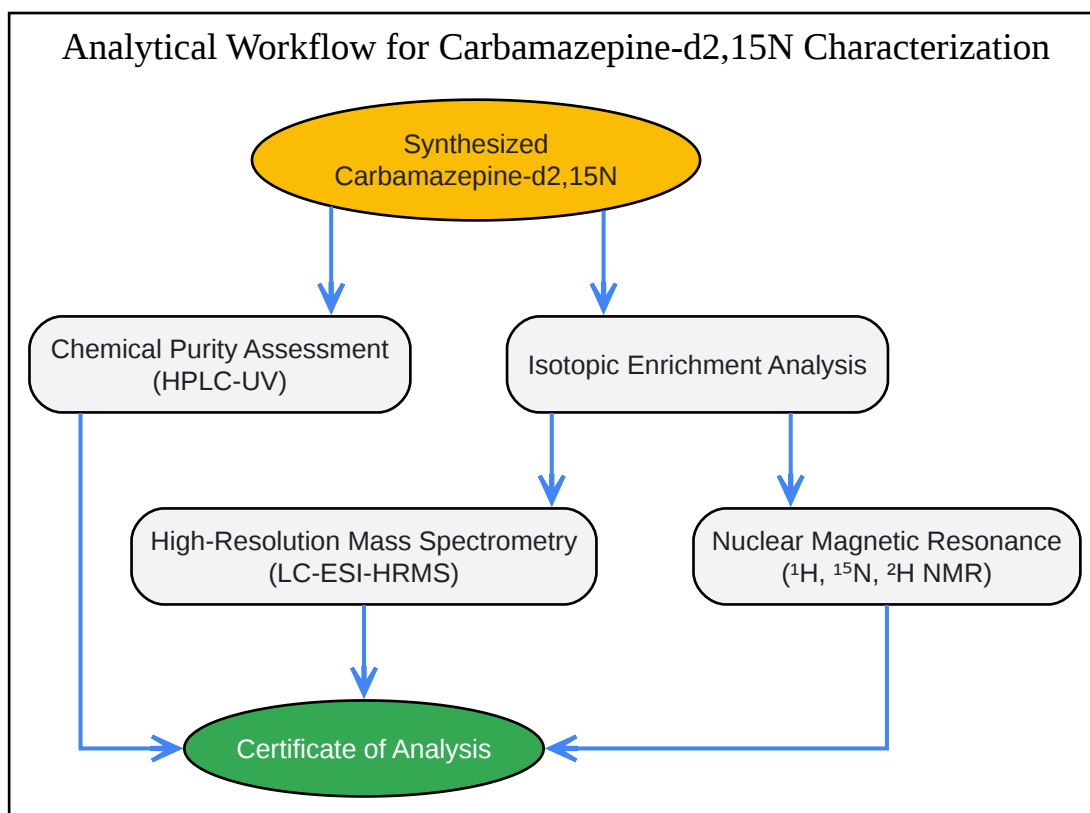 Analytical Workflow for Carbamazepine-d2,15N Characterization
Synthesized
Carbamazepine-d2,15N
Chemical Purity Assessment
(HPLC-UV)
Isotopic Enrichment Analysis
High-Resolution Mass Spectrometry
(LC-ESI-HRMS)
Nuclear Magnetic Resonance
(¹H, ¹⁵N, ²H NMR)
Certificate of Analysis